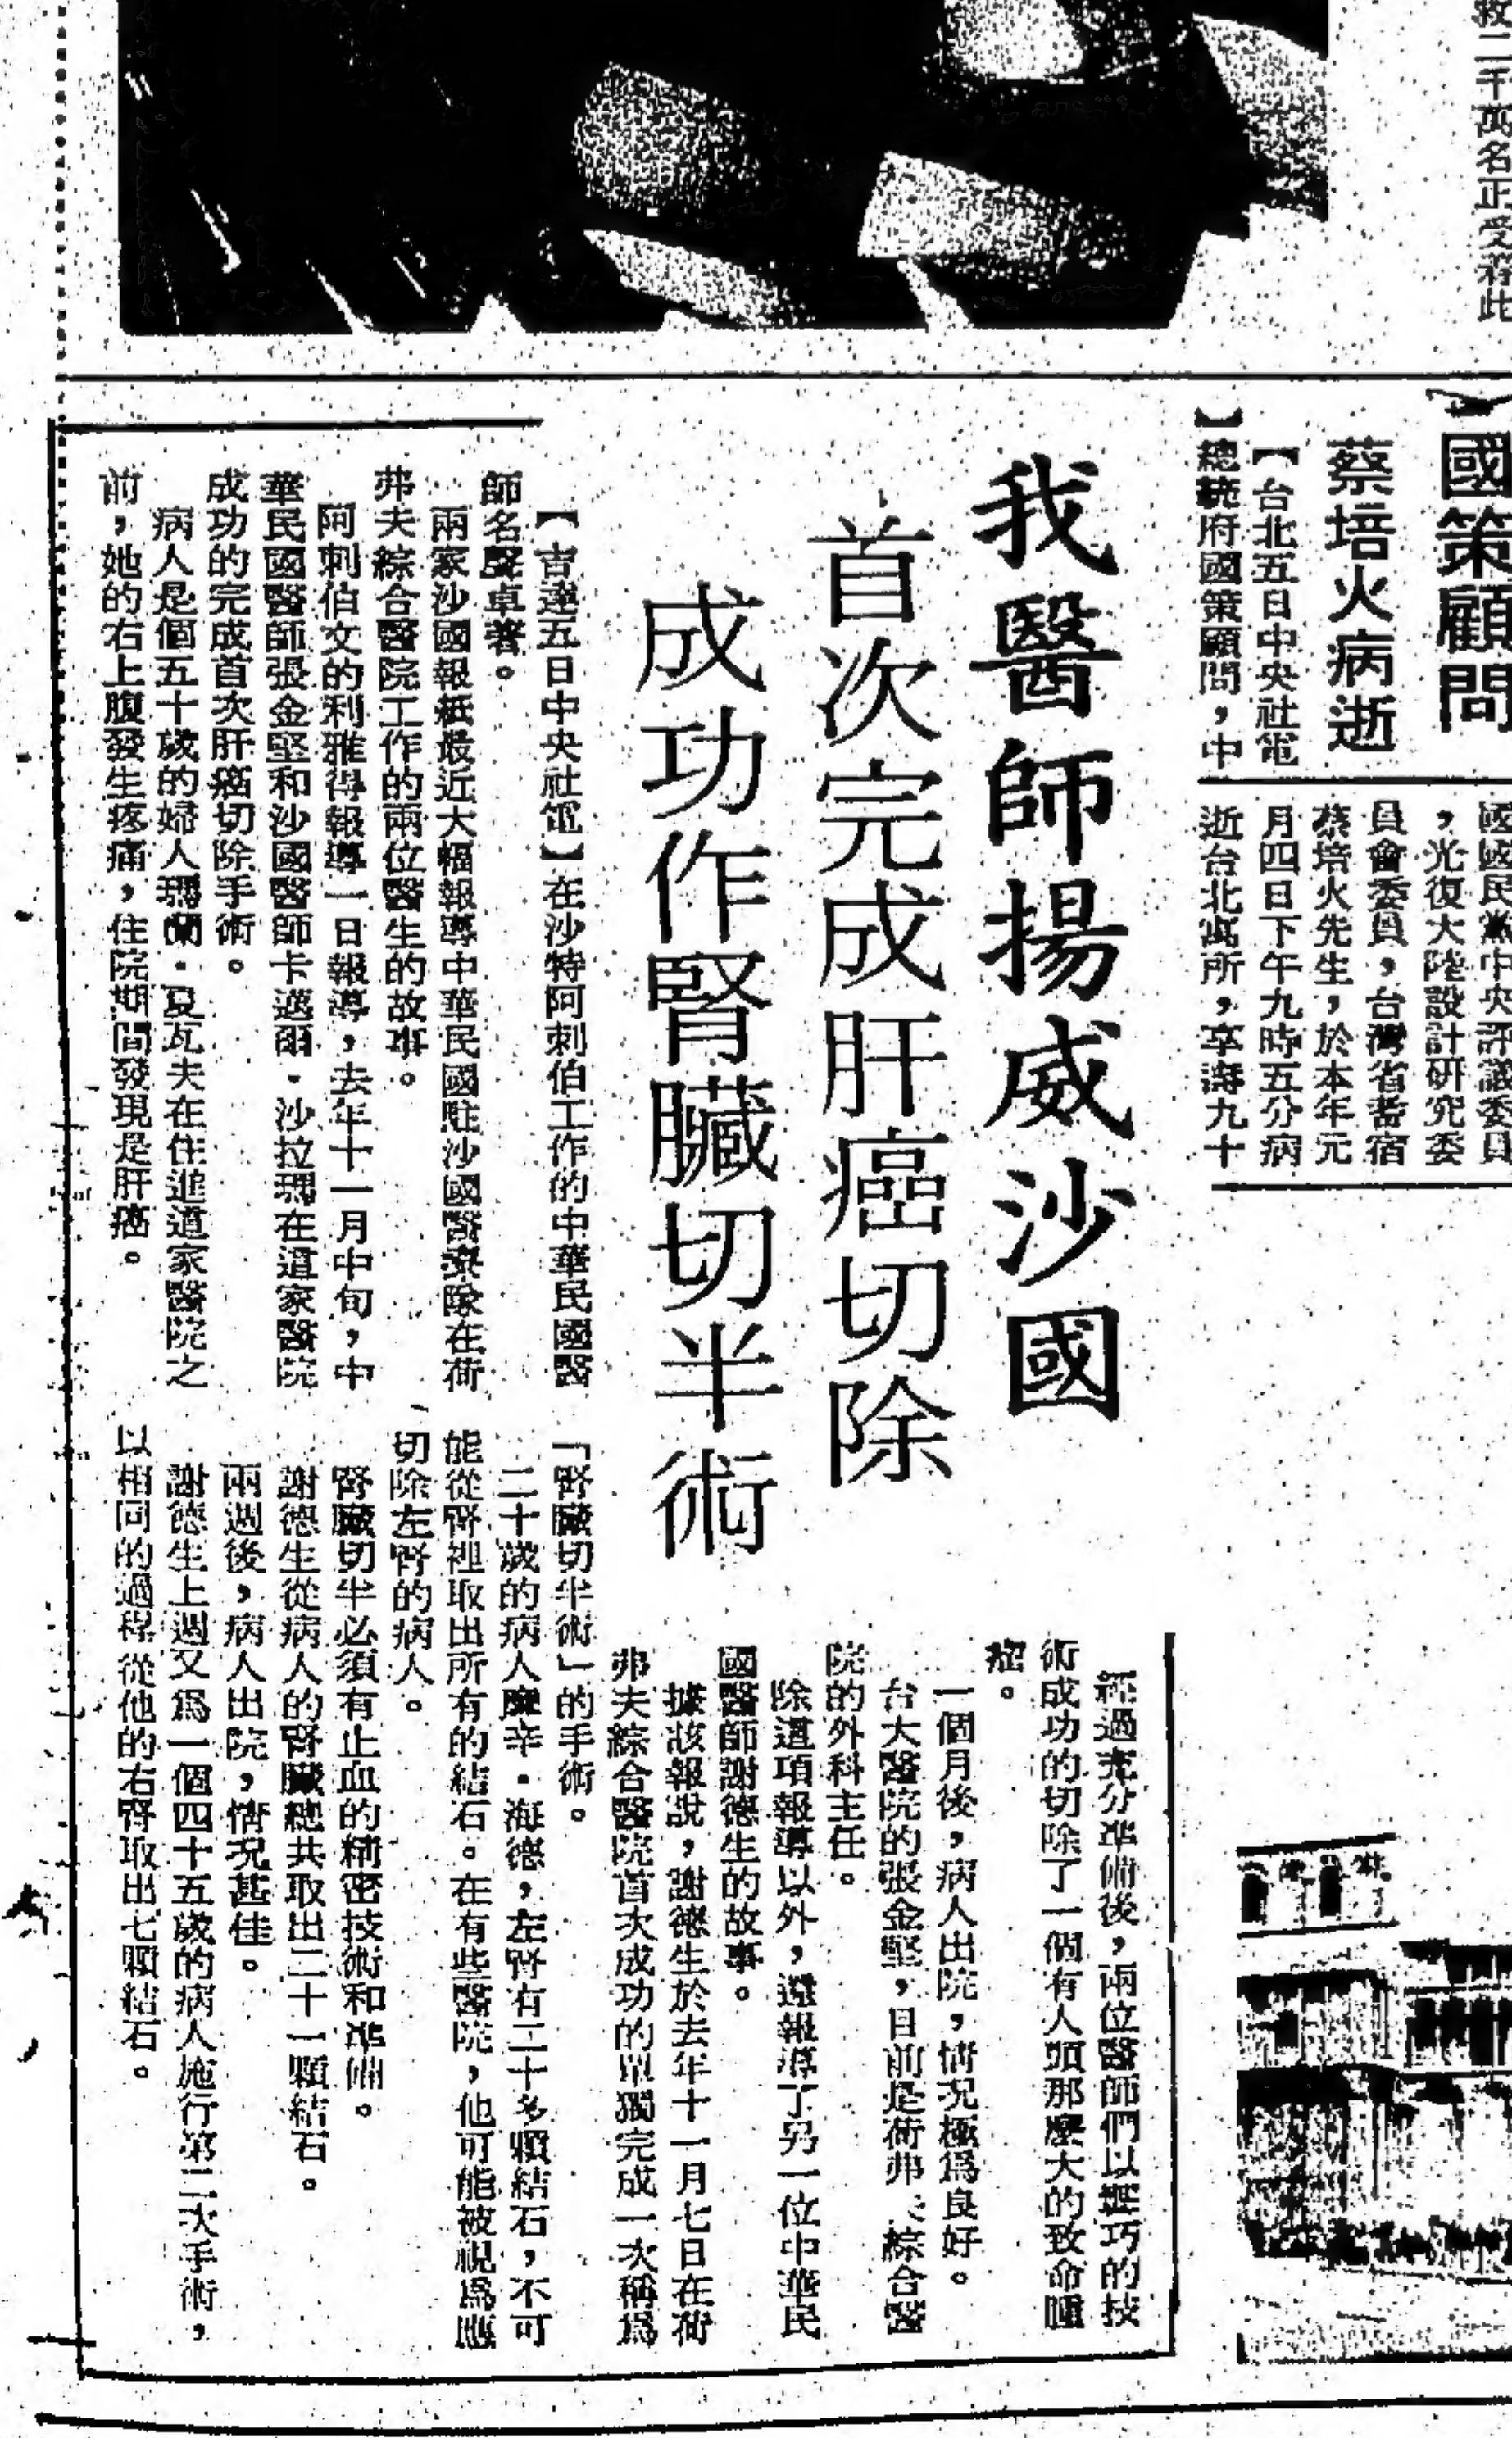 二千萬名正受着此
國策顧問
蔡培火病逝
【台北五日中央社電
】總統府國策顧問，中
國國民黨中央評議委員
，光復大陸設計研究委
員會委員，台灣省耆宿
蔡培火先生，於本年元
月四日下午九時五分病
逝台北寓所，享壽九十
我醫師揚威沙國
首次完成肝癌切除
成功作腎臟切半術
【吉達五日中央社電】在沙特阿刺伯工作的中華民國醫
師名聲卓著。
兩家沙國報紙最近大幅報導中華民國駐沙國醫療隊在荷
弗夫綜合醫院工作的兩位醫生的故事。
阿刺伯文的利雅得報導一日報導，去年十一月中旬，中
華民國醫師張金堅和沙國醫師卡邁爾·沙拉瑪在這家醫院
成功的完成首次肝癌切除手術。
病人是個五十歲的婦人瑪蘭·夏瓦夫在住進這家醫院之
前，她的右上腹發生疼痛，住院期間發現是肝癌。
經過充分準備後，兩位醫師們以輕巧的技
術成功的切除了一個有人頭那麼大的致命腫
瘤。
一個月後，病人出院，情況極為良好。
台大醫院的張金堅，目前是荷弗夫綜合醫
院的外科主任。
除這項報導以外，還報導了另一位中華民
國醫師謝德生的故事。
據該報說，謝德生於去年十一月七日在荷
弗夫綜合醫院首次成功的單獨完成一次稱為
「腎臟切半術」的手術。
二十歲的病人慶辛·海德，左腎有二十多顆結石，不可
能從腎裡取出所有的結石。在有些醫院，他可能被視為應
切除左腎的病人。
腎臟切半必須有止血的精密技術和準備。
謝德生從病人的腎臟總共取出二十一顆結石。
兩週後，病人出院，情況甚佳。
謝德生上週又為一個四十五歲的病人施行第二次手術，
以相同的過程從他的右腎取出七顆結石。